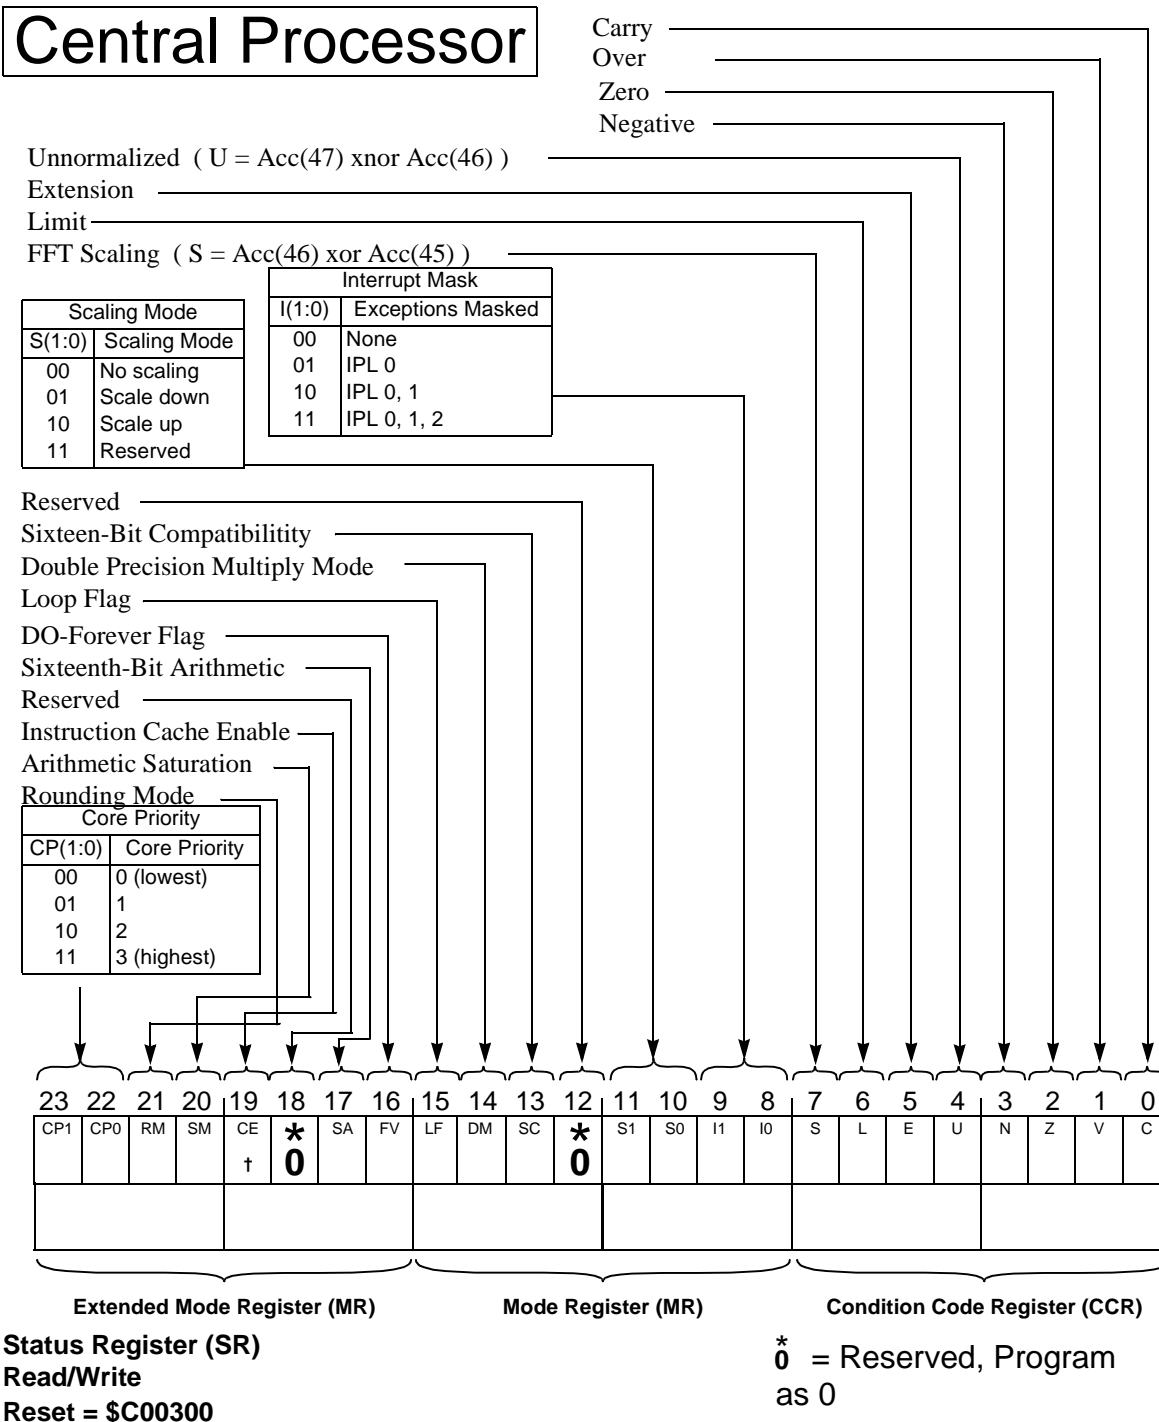 Central Processor
Carry
Over
Zero
Negative
Unnormalized ( U = Acc(47) xnor Acc(46) )
Extension
Limit
FFT Scaling ( S = Acc(46) xor Acc(45) )
Interrupt Mask
I(1:0) Exceptions Masked
00 None
01 IPL 0
10 IPL 0, 1
11 IPL 0, 1, 2
Scaling Mode
S(1:0) Scaling Mode
00 No scaling
01 Scale down
10 Scale up
11 Reserved
Reserved
Sixteen-Bit Compatibilitity
Double Precision Multiply Mode
Loop Flag
DO-Forever Flag
Sixteenth-Bit Arithmetic
Reserved
Instruction Cache Enable
Arithmetic Saturation
Rounding Mode
Core Priority
CP(1:0) Core Priority
00 0 (lowest)
01 1
10 2
11 3 (highest)
23 22 21 20 19 18 17 16 15 14 13 12 11 10 9 8 7 6 5 4 3 2 1 0
CP1 CP0 RM SM CE * SA FV LF DM SC * S1 S0 I1 I0 S L E U N Z V C
† 0 0
Extended Mode Register (MR) Mode Register (MR) Condition Code Register (CCR)
Status Register (SR)
Read/Write
Reset = $C00300
*
0 = Reserved, Program
as 0